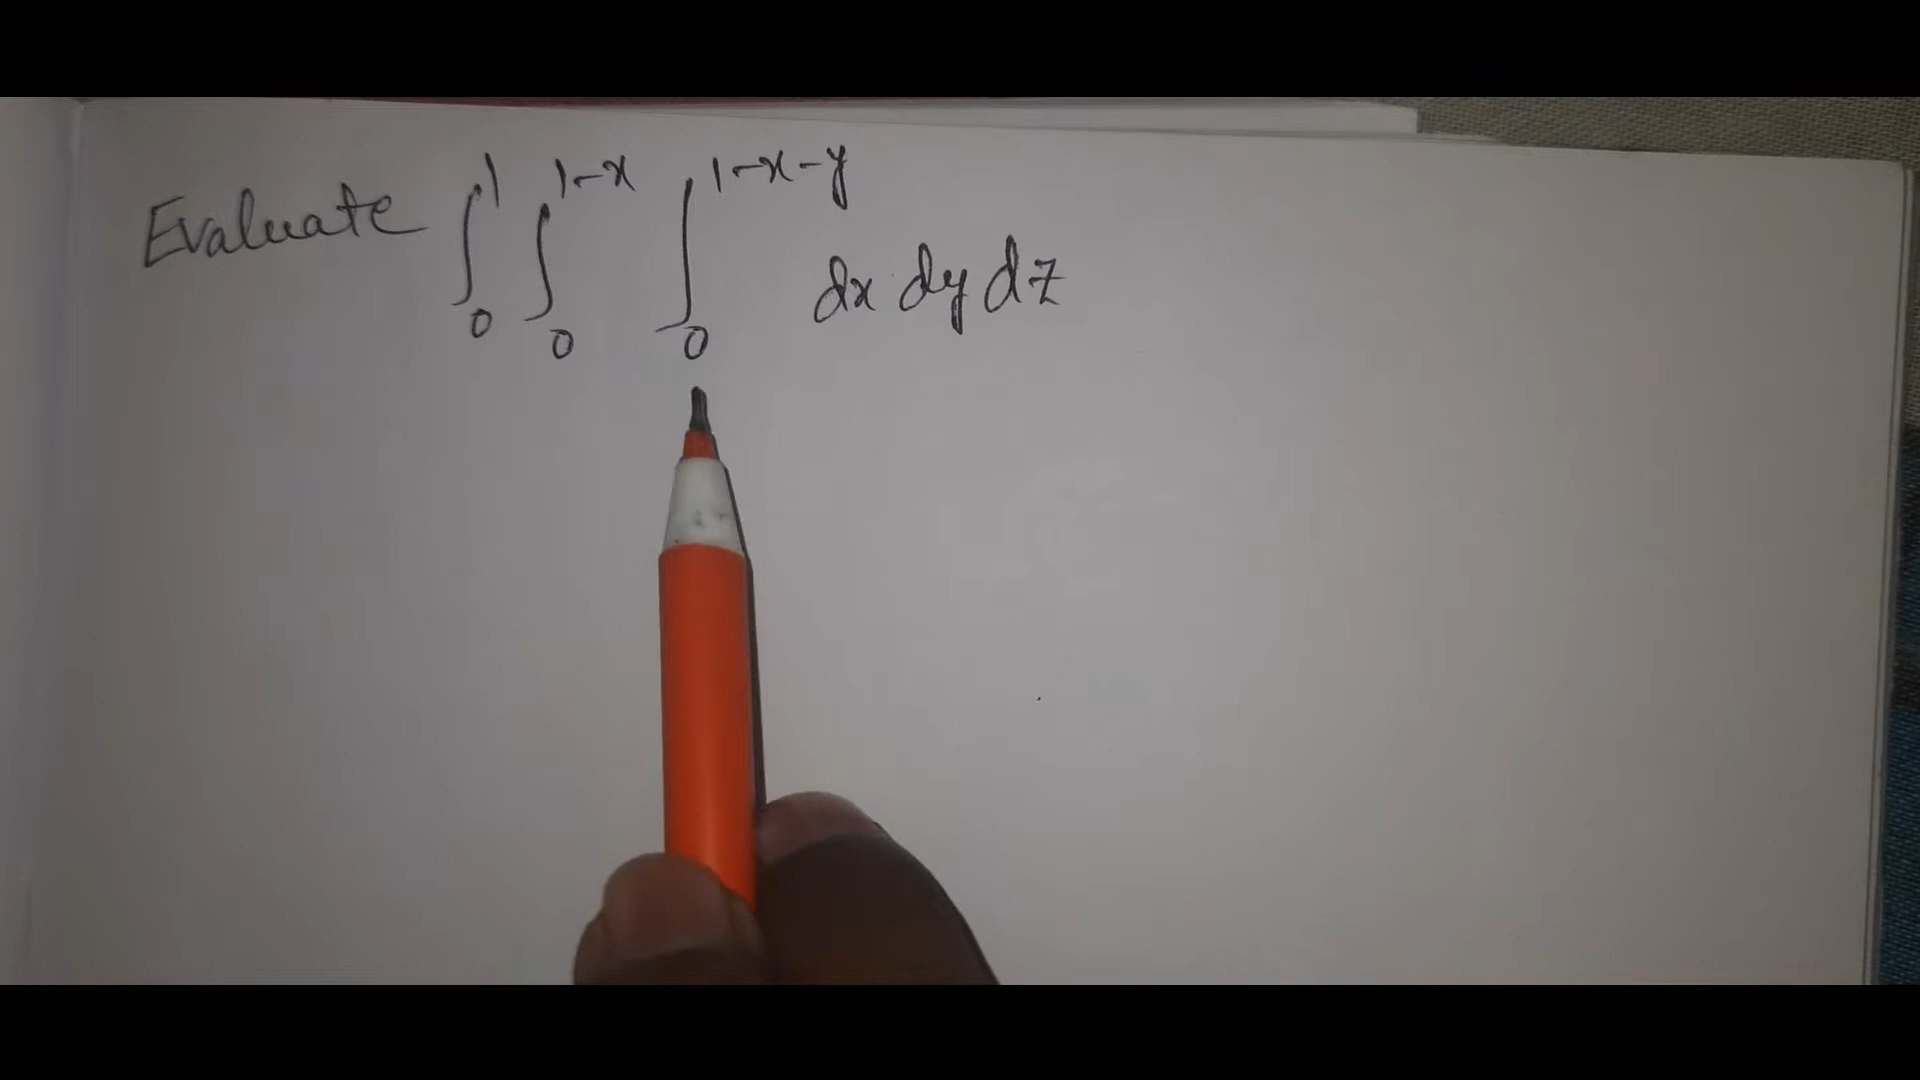 Evaluate ∫₀¹ ∫₀^{1-x} ∫₀^{1-x-y} dx dy dz